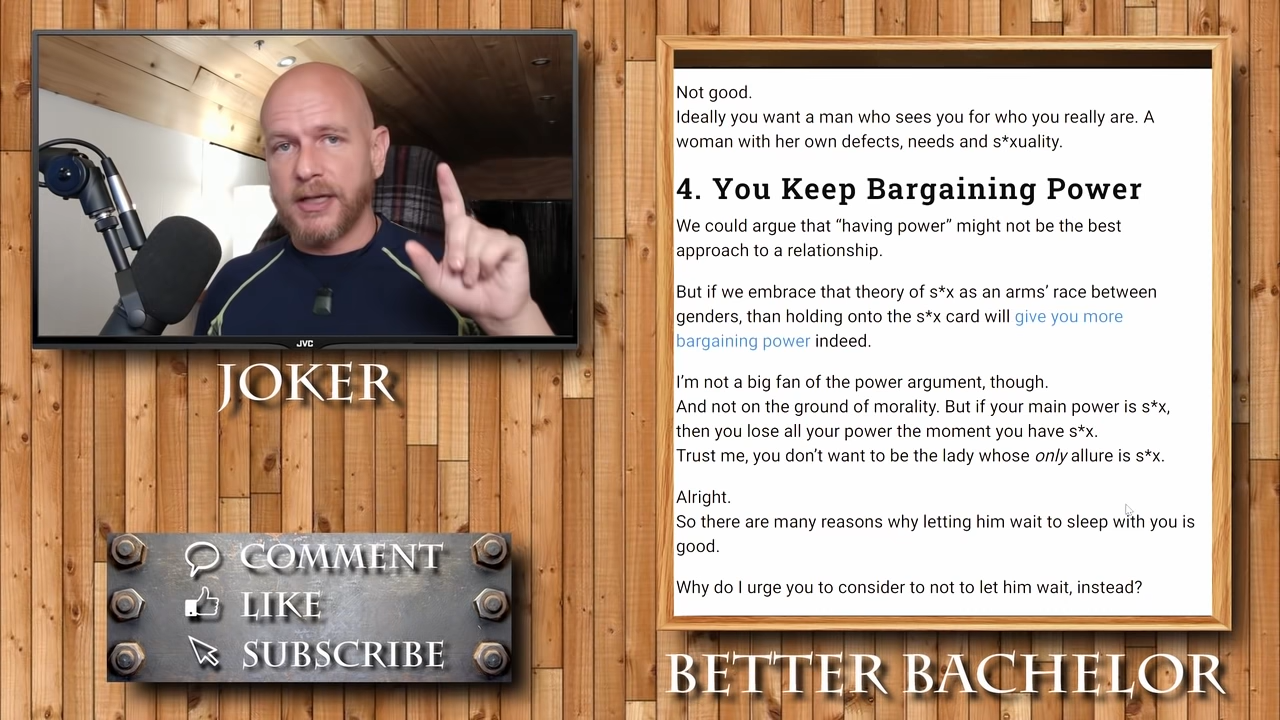 JVC
JOKER
COMMENT
LIKE
SUBSCRIBE
Not good.
Ideally you want a man who sees you for who you really are. A
woman with her own defects, needs and s*xuality.
4. You Keep Bargaining Power
We could argue that “having power” might not be the best
approach to a relationship.
But if we embrace that theory of s*x as an arms’ race between
genders, than holding onto the s*x card will give you more
bargaining power indeed.
I’m not a big fan of the power argument, though.
And not on the ground of morality. But if your main power is s*x,
then you lose all your power the moment you have s*x.
Trust me, you don’t want to be the lady whose only allure is s*x.
Alright.
So there are many reasons why letting him wait to sleep with you is
good.
Why do I urge you to consider to not to let him wait, instead?
BETTER BACHELOR